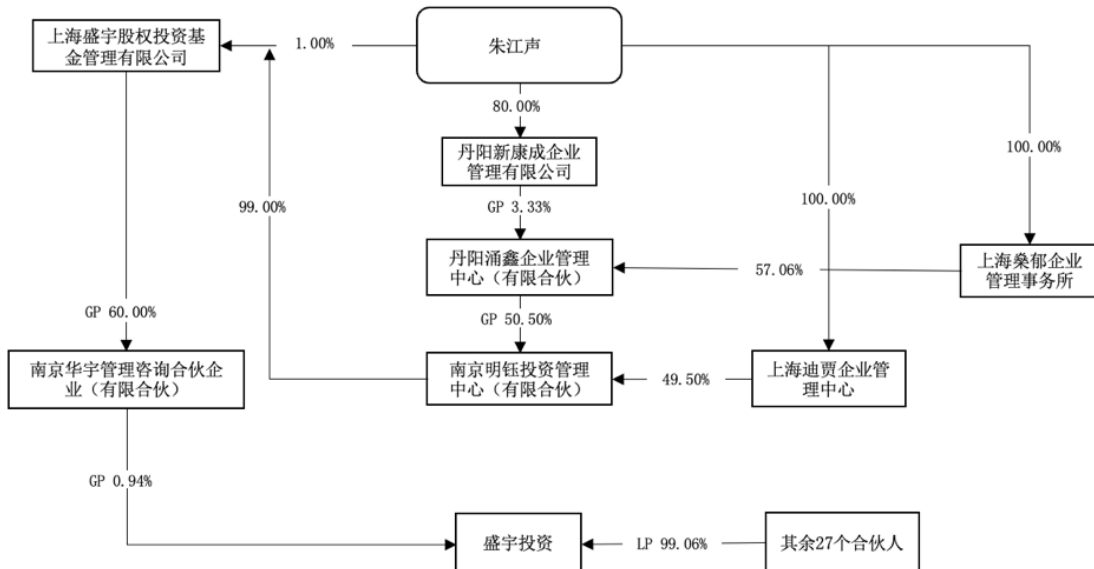 上海盛宇股权投资基
金管理有限公司
1.00%
朱江声
80.00%
丹阳新康成企业
管理有限公司
100.00%
99.00%
GP 3.33%
100.00%
丹阳涌鑫企业管理
中心（有限合伙）
57.06%
上海燊郁企业
管理事务所
GP 60.00%
GP 50.50%
南京华宇管理咨询合伙企
业（有限合伙）
南京明钰投资管理
中心（有限合伙）
49.50%
上海迪贾企业管
理中心
GP 0.94%
盛宇投资
LP 99.06%
其余27个合伙人